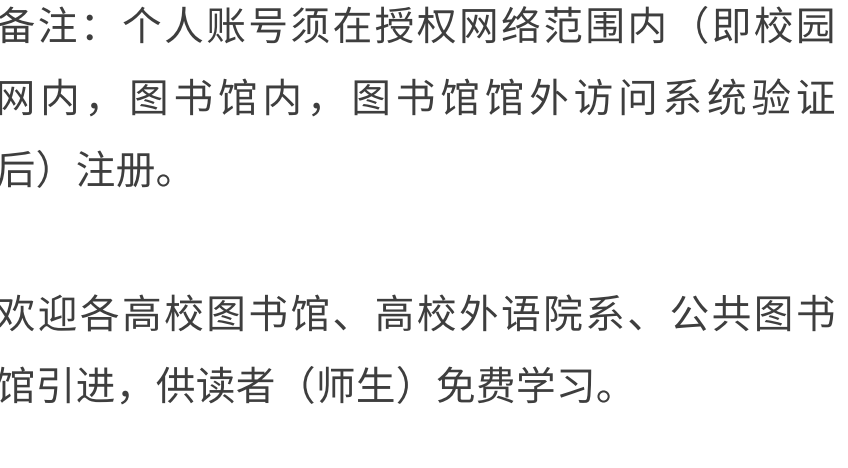 备注：个人账号须在授权网络范围内（即校园
网内，图书馆内，图书馆馆外访问系统验证
后）注册。
欢迎各高校图书馆、高校外语院系、公共图书
馆引进，供读者（师生）免费学习。